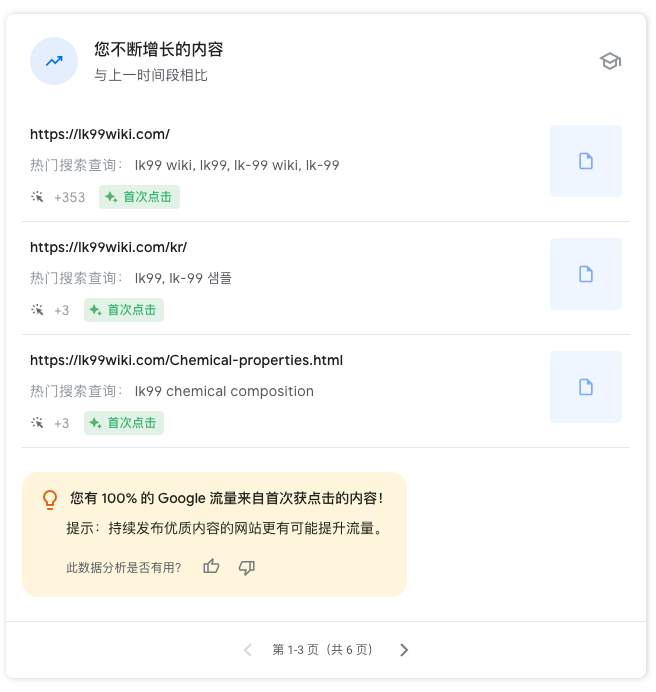 您不断增长的内容
与上一时间段相比
https://lk99wiki.com/
热门搜索查询： lk99 wiki, lk99, lk-99 wiki, lk-99
+353 首次点击
https://lk99wiki.com/kr/
热门搜索查询： lk99, lk-99 샘플
+3 首次点击
https://lk99wiki.com/Chemical-properties.html
热门搜索查询： lk99 chemical composition
+3 首次点击
您有 100% 的 Google 流量来自首次获点击的内容！
提示：持续发布优质内容的网站更有可能提升流量。
此数据分析是否有用？
第 1-3 页（共 6 页）